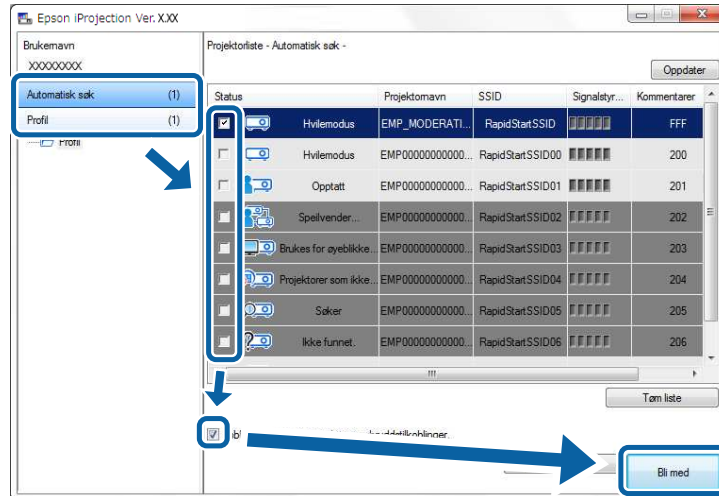 Epson iProjection Ver. X.XX
Brukernavn
XXXXXXXX
Automatisk søk (1)
Profil (1)
Profil
Projektorliste - Automatisk søk -
Oppdater
Status Projektornavn SSID Signalstyr... Kommentarer
Hvilemodus EMP_MODERATI... RapidStartSSID FFF
Hvilemodus EMP00000000000... RapidStartSSID00 200
Opptatt EMP00000000000... RapidStartSSID01 201
Speilvender... EMP00000000000... RapidStartSSID02 202
Brukes for øyeblikke... EMP00000000000... RapidStartSSID03 203
Projektorer som ikke... EMP00000000000... RapidStartSSID04 204
Søker EMP00000000000... RapidStartSSID05 205
Ikke funnet. EMP00000000000... RapidStartSSID06 206
Tøm liste
Bli med